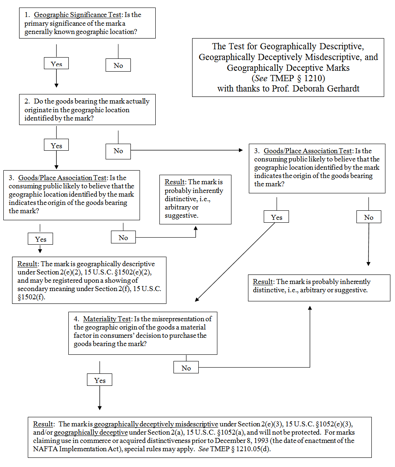 1. Geographic Significance Test: Is the
primary significance of the mark a
generally known geographic location?
The Test for Geographically Descriptive,
Geographically Deceptively Misdescriptive, and
Geographically Deceptive Marks
(See TMEP § 1210)
with thanks to Prof. Deborah Gerhardt
Yes
No
2. Do the goods bearing the mark actually
originate in the geographic location
identified by the mark?
Yes
No
3. Goods/Place Association Test: Is the
consuming public likely to believe that the
geographic location identified by the mark
indicates the origin of the goods bearing
the mark?
Result: The mark is
probably inherently
distinctive, i.e.,
arbitrary or
suggestive.
3. Goods/Place Association Test: Is the
consuming public likely to believe that the
geographic location identified by the mark
indicates the origin of the goods bearing
the mark?
Yes
No
Yes
No
Result: The mark is geographically descriptive
under Section 2(e)(2), 15 U.S.C. §1502(e)(2),
and may be registered upon a showing of
secondary meaning under Section 2(f), 15 U.S.C.
§1502(f).
Result: The mark is probably inherently
distinctive, i.e., arbitrary or suggestive.
4. Materiality Test: Is the misrepresentation of
the geographic origin of the goods a material
factor in consumers' decision to purchase the
goods bearing the mark?
Yes
No
Result: The mark is geographically deceptively misdescriptive under Section 2(e)(3), 15 U.S.C. §1052(e)(3),
and/or geographically deceptive under Section 2(a), 15 U.S.C. §1052(a), and will not be protected. For marks
claiming use in commerce or acquired distinctiveness prior to December 8, 1993 (the date of enactment of the
NAFTA Implementation Act), special rules may apply. See TMEP § 1210.05(d).